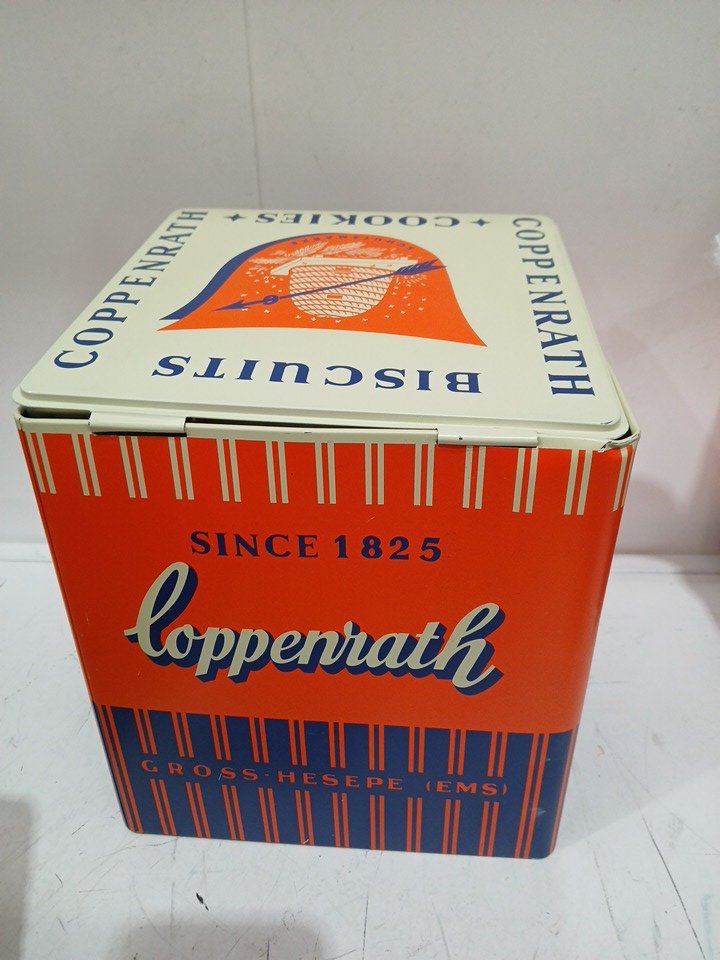 COPPENRATH
✦ COOKIES ✦
COPPENRATH
BISCUITS
SINCE 1825
Coppenrath
GROSS-HESEPE (EMS)